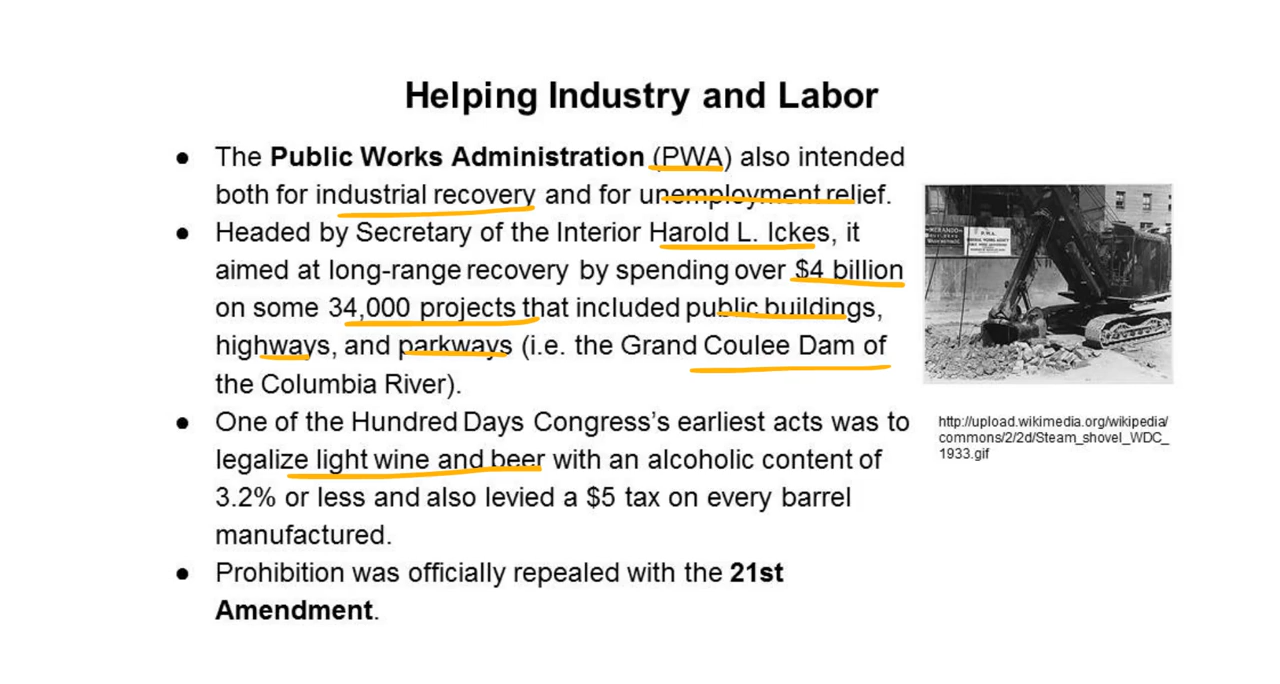 Helping Industry and Labor
● The Public Works Administration (PWA) also intended
both for industrial recovery and for unemployment relief.
● Headed by Secretary of the Interior Harold L. Ickes, it
aimed at long-range recovery by spending over $4 billion
on some 34,000 projects that included public buildings,
highways, and parkways (i.e. the Grand Coulee Dam of
the Columbia River).
● One of the Hundred Days Congress's earliest acts was to
legalize light wine and beer with an alcoholic content of
3.2% or less and also levied a $5 tax on every barrel
manufactured.
● Prohibition was officially repealed with the 21st
Amendment.
P.W.A.
http://upload.wikimedia.org/wikipedia/
commons/2/2d/Steam_shovel_WDC_
1933.gif